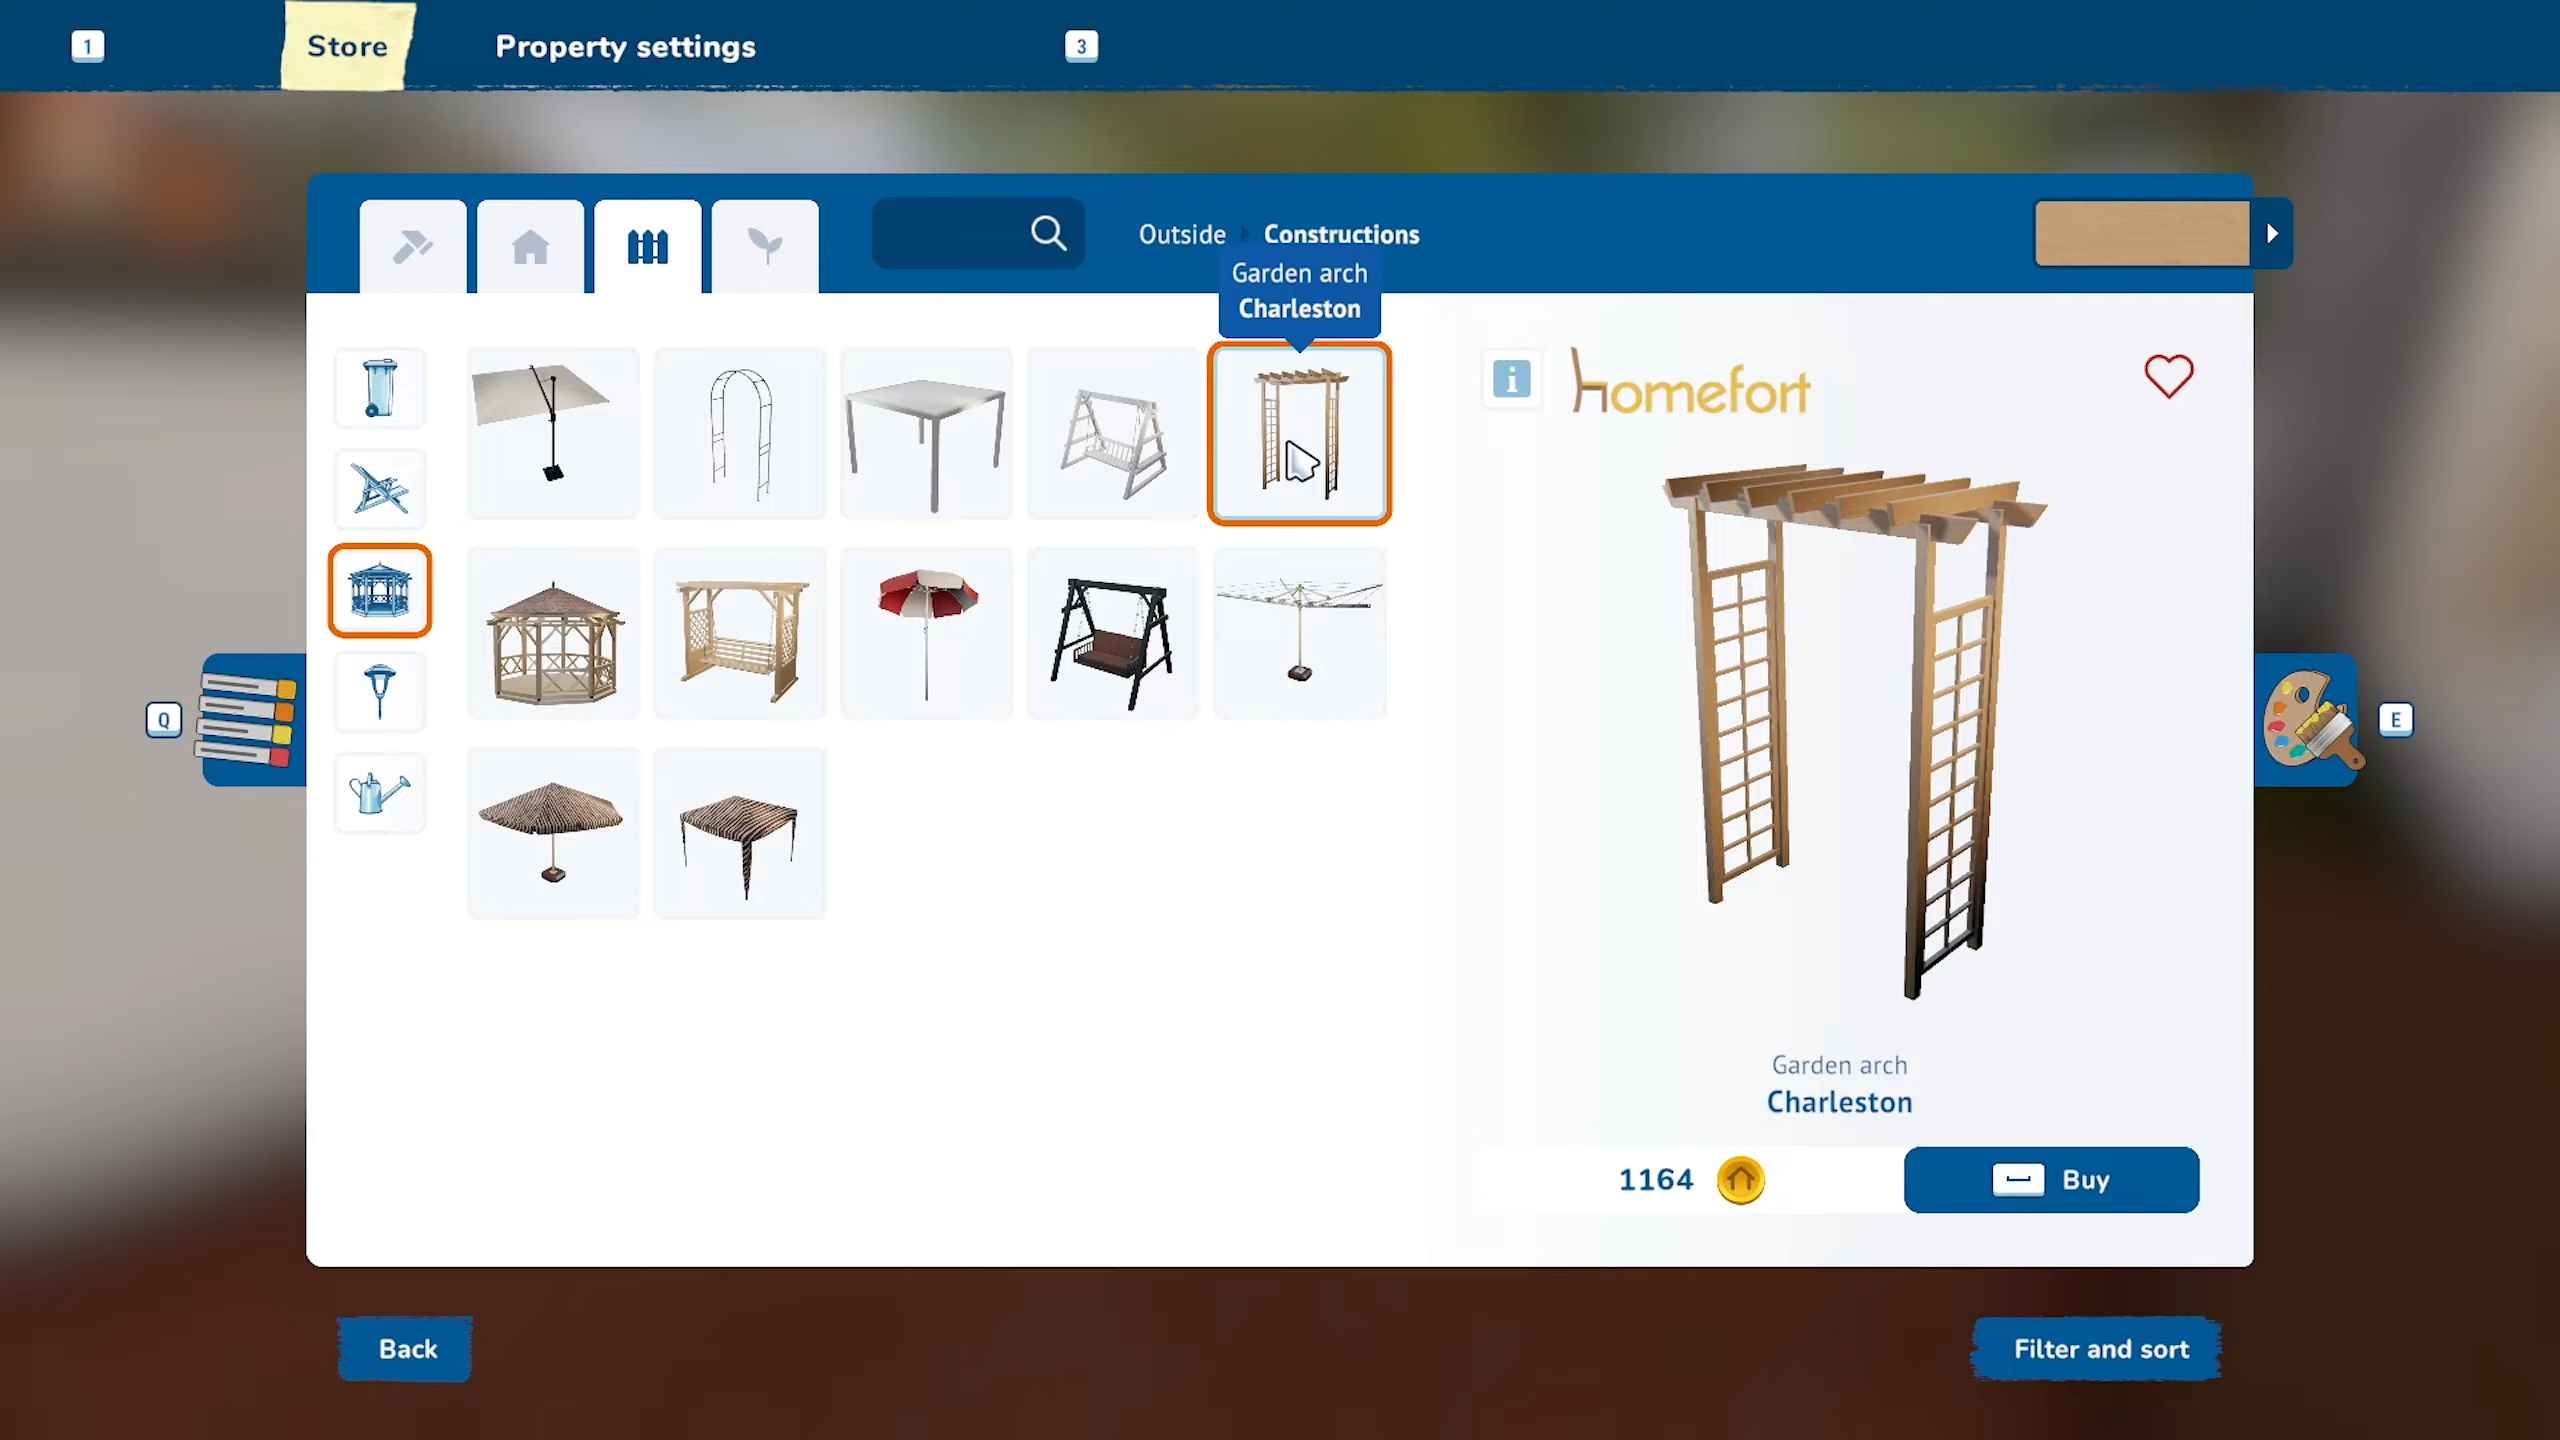 1
Store
Property settings
3
Outside
Constructions
Garden arch
Charleston
i
homefort
Q
E
Garden arch
Charleston
1164
Buy
Back
Filter and sort